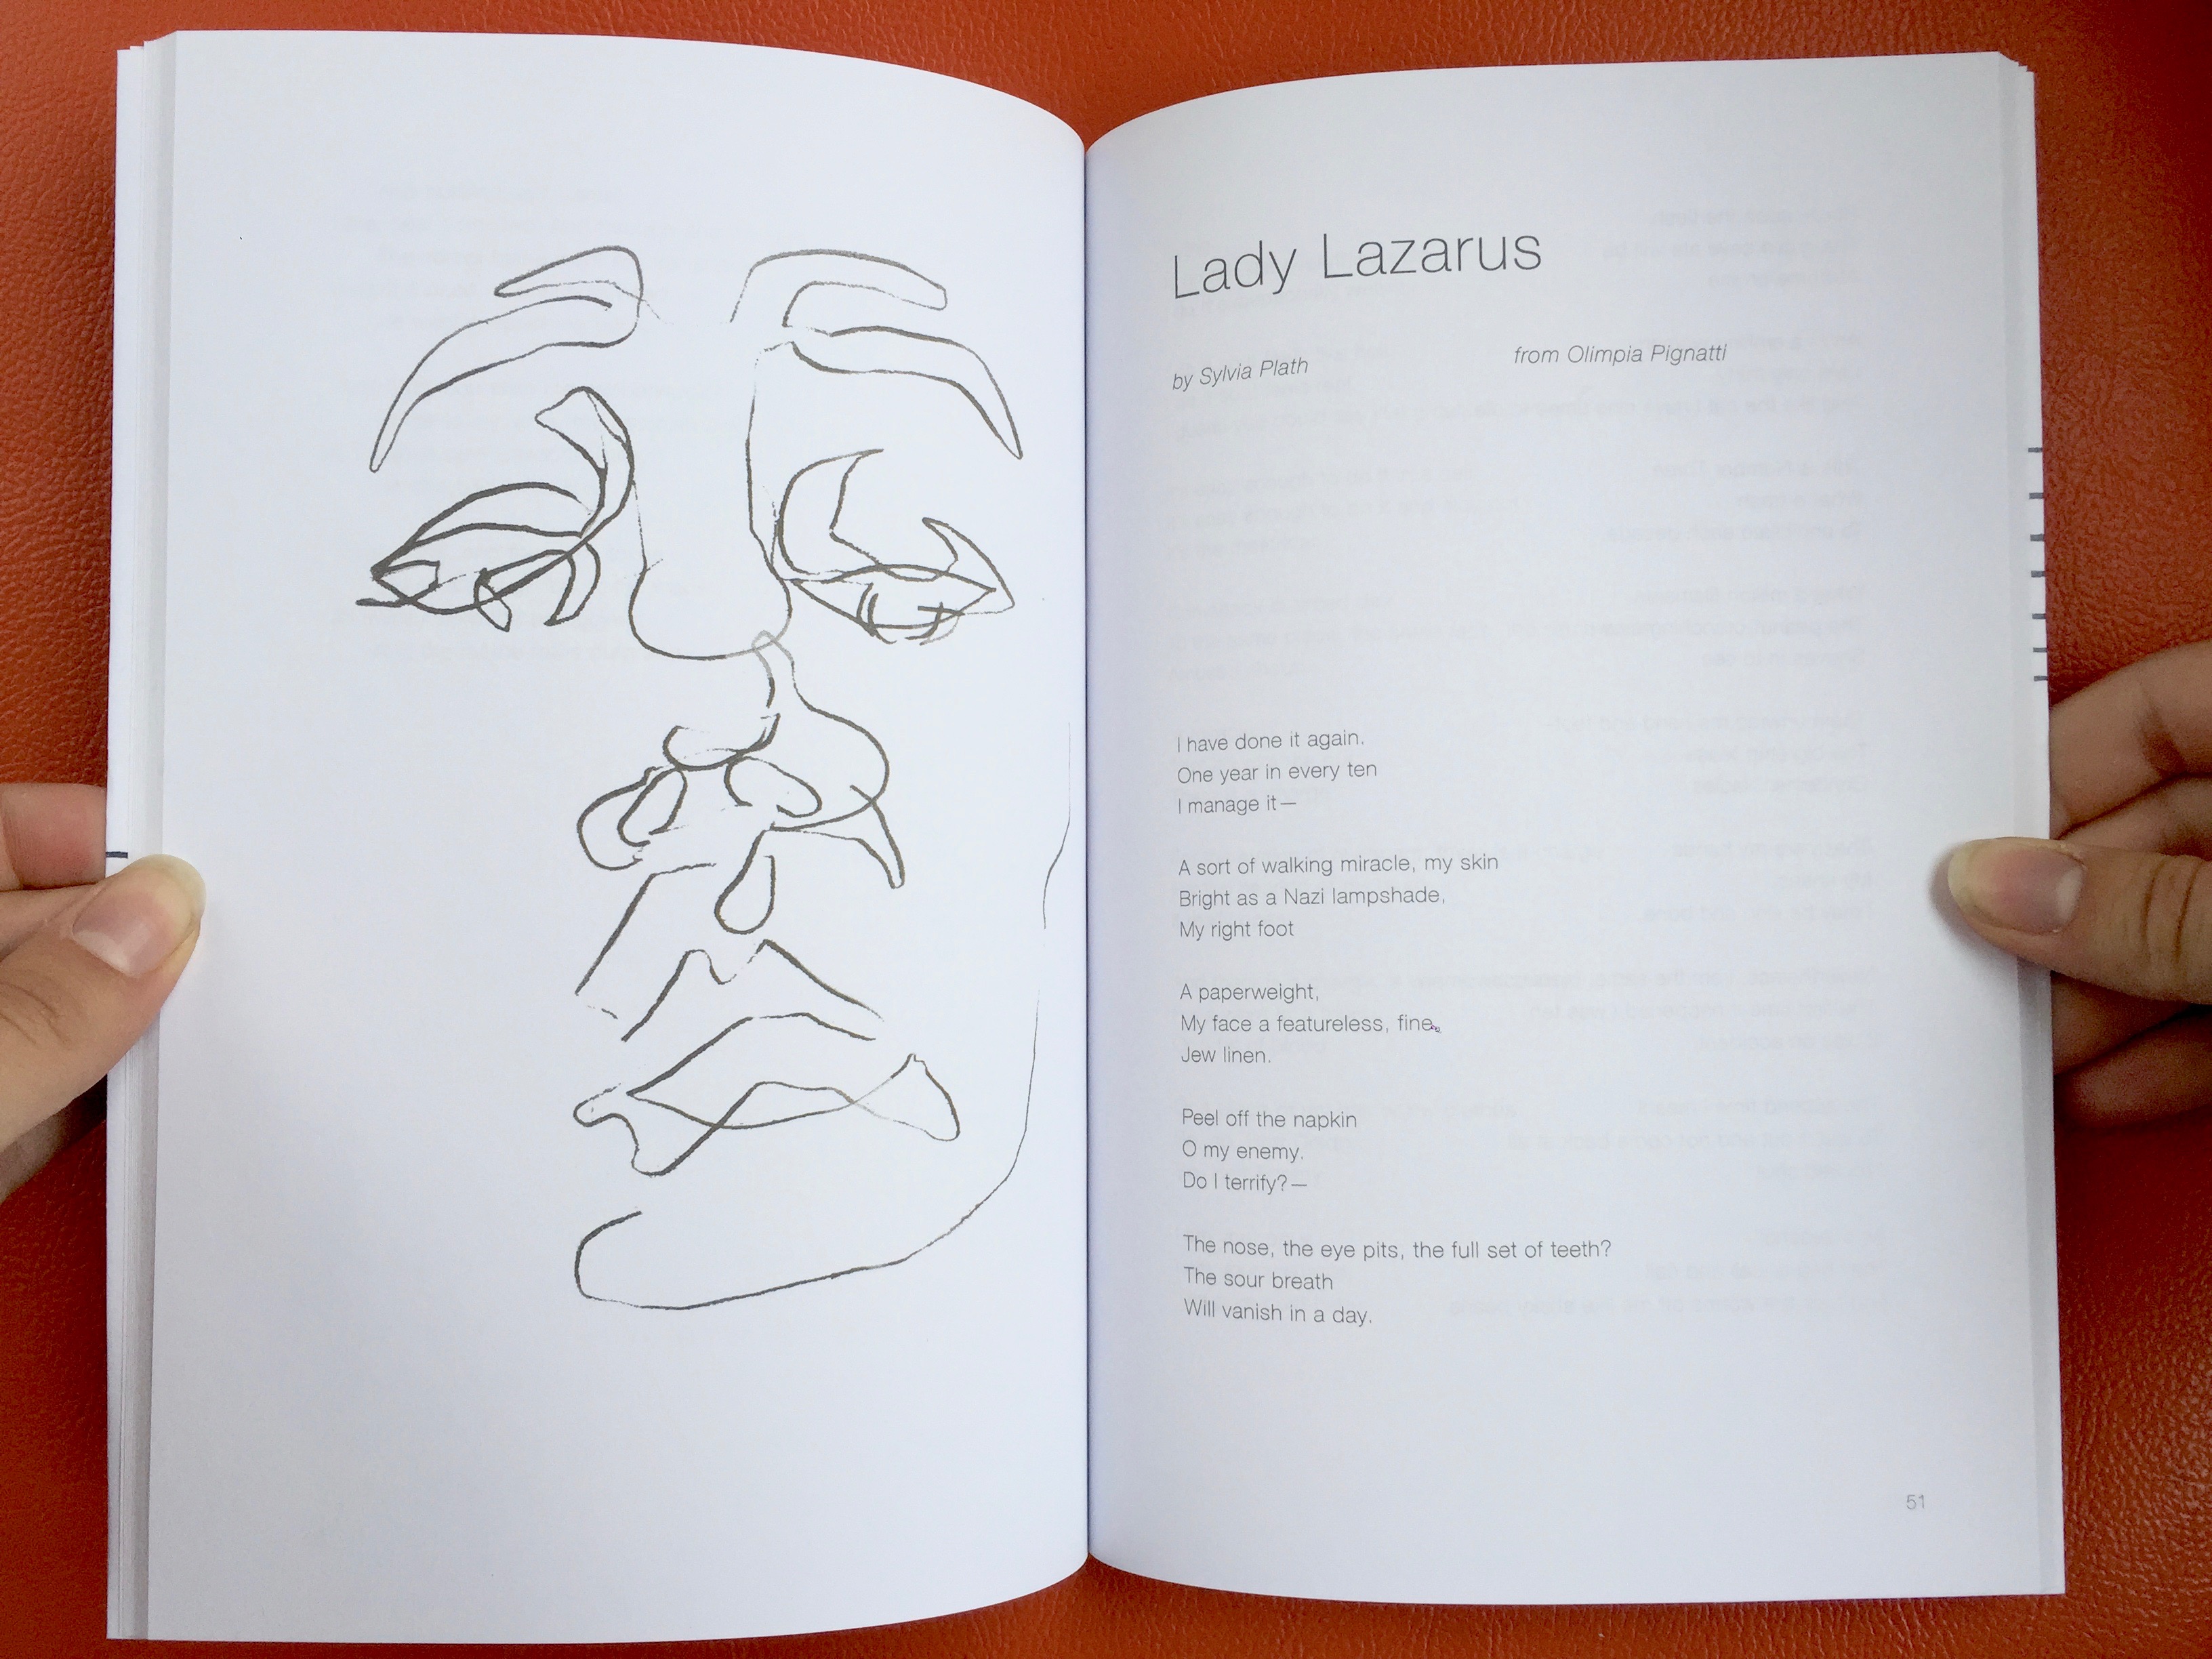 Lady Lazarus
by Sylvia Plath
from Olimpia Pignatti
I have done it again.
One year in every ten
I manage it—
A sort of walking miracle, my skin
Bright as a Nazi lampshade,
My right foot
A paperweight,
My face a featureless, fine
Jew linen.
Peel off the napkin
O my enemy.
Do I terrify?—
The nose, the eye pits, the full set of teeth?
The sour breath
Will vanish in a day.
51